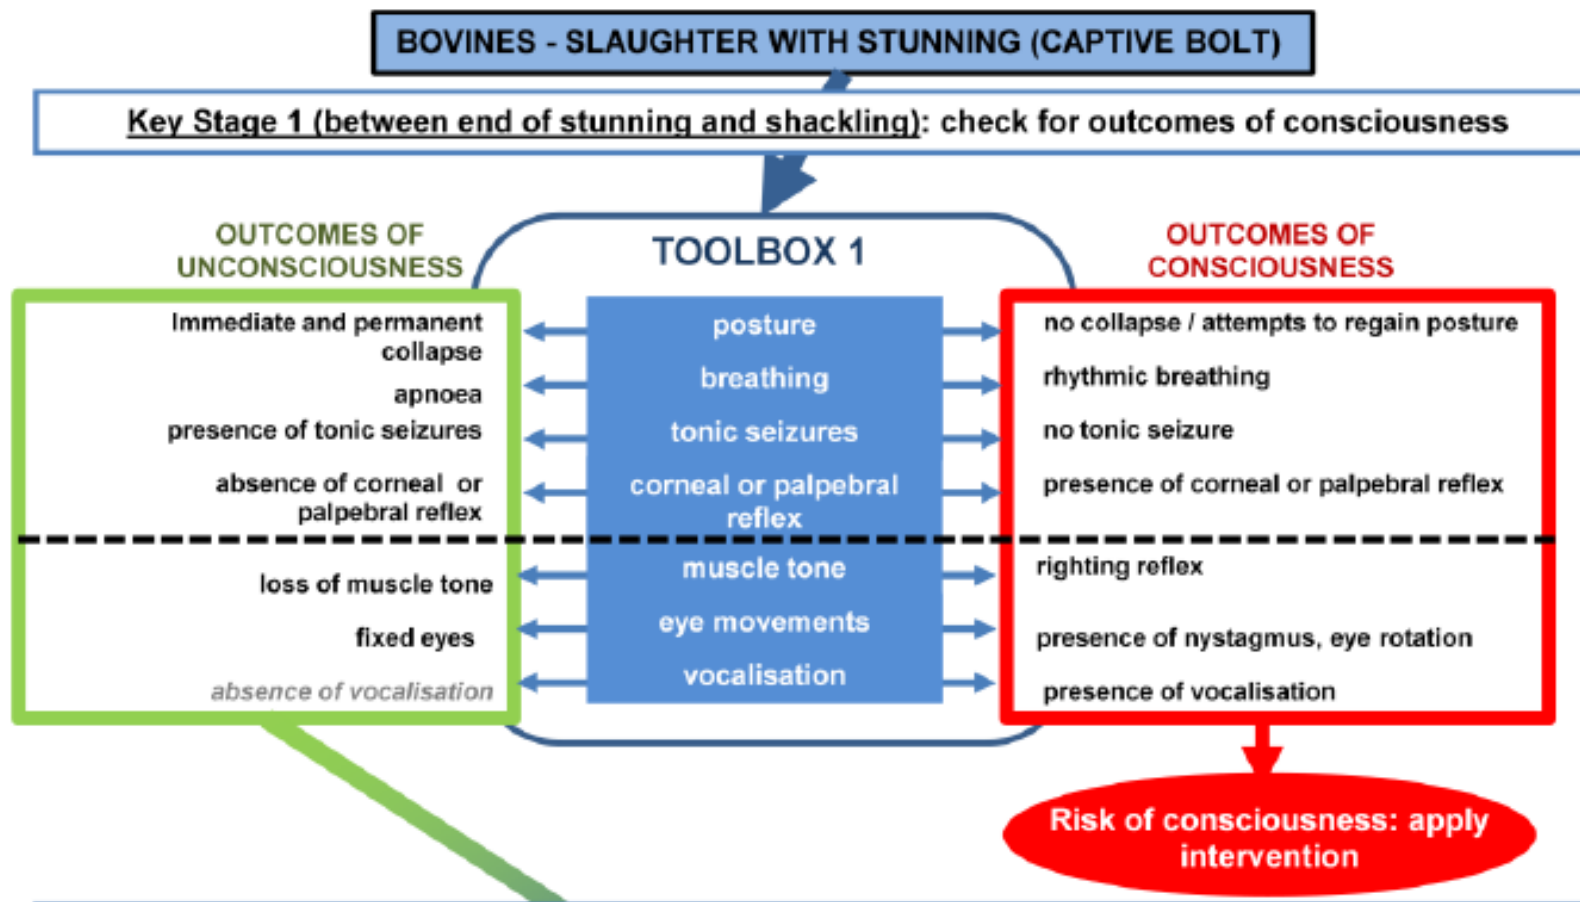 BOVINES - SLAUGHTER WITH STUNNING (CAPTIVE BOLT)
Key Stage 1 (between end of stunning and shackling): check for outcomes of consciousness
OUTCOMES OF
UNCONSCIOUSNESS
TOOLBOX 1
OUTCOMES OF
CONSCIOUSNESS
Immediate and permanent
collapse
posture
no collapse / attempts to regain posture
apnoea
breathing
rhythmic breathing
presence of tonic seizures
tonic seizures
no tonic seizure
absence of corneal or
palpebral reflex
corneal or palpebral
reflex
presence of corneal or palpebral reflex
loss of muscle tone
muscle tone
righting reflex
fixed eyes
eye movements
presence of nystagmus, eye rotation
absence of vocalisation
vocalisation
presence of vocalisation
Risk of consciousness: apply
intervention